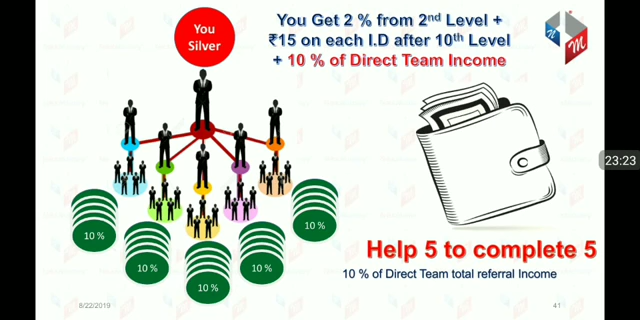 You Silver
You Get 2 % from 2nd Level +
₹15 on each I.D after 10th Level
+ 10 % of Direct Team Income
n
M
23:23
10 %
10 %
10 %
10 %
10 %
Help 5 to complete 5
10 % of Direct Team total referral Income
8/22/2019
41